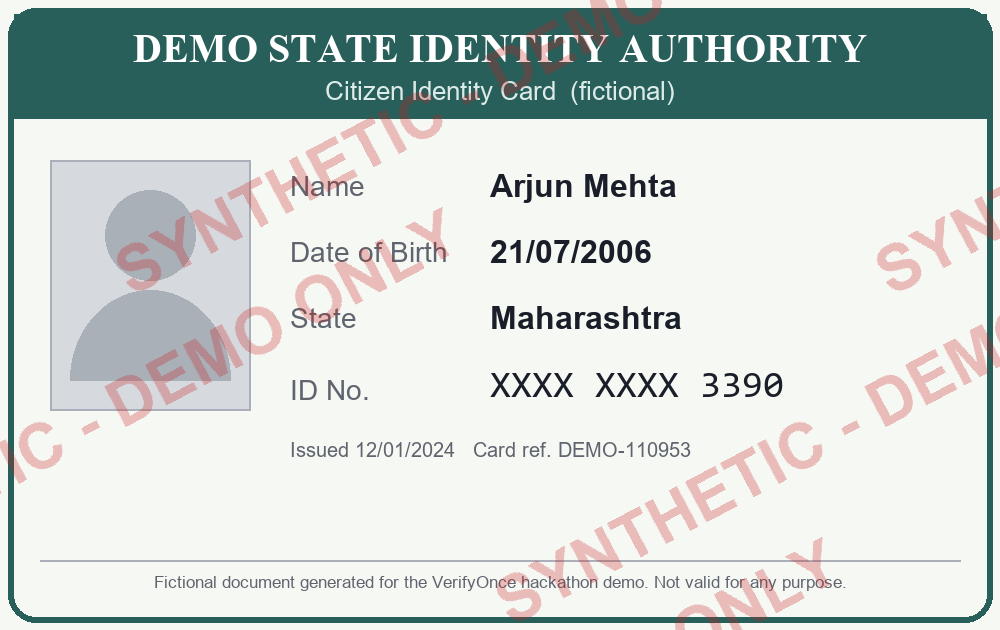 DEMO STATE IDENTITY AUTHORITY
Citizen Identity Card (fictional)
Name Arjun Mehta
Date of Birth 21/07/2006
State Maharashtra
ID No. XXXX XXXX 3390
Issued 12/01/2024 Card ref. DEMO-110953
Fictional document generated for the VerifyOnce hackathon demo. Not valid for any purpose.
SYNTHETIC - DEMO ONLY
SYNTHETIC - DEMO ONLY